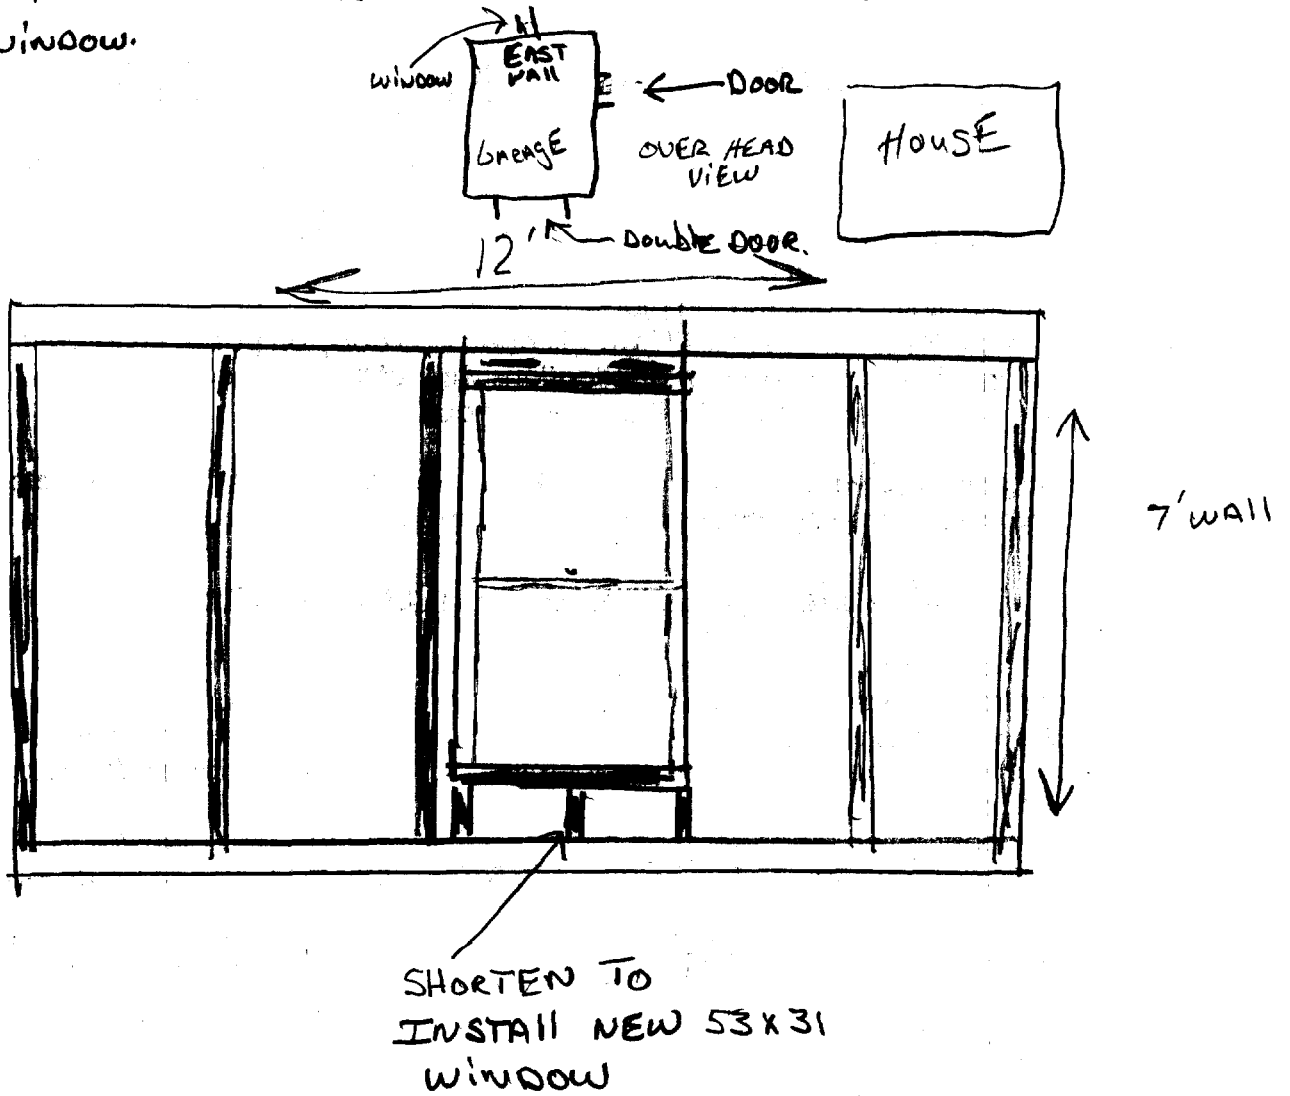 WINDOW.
WINDOW
EAST
WAll
DOOR
GARAGE
OVER HEAD
VIEW
HOUSE
12'
DOUBLE DOOR.
7' WAll
SHORTEN TO
INSTAll NEW 53 X 31
WINDOW